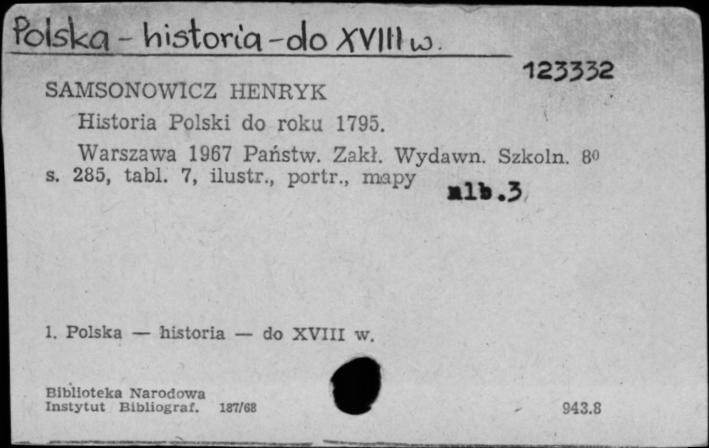 Polska - historia - do XVIII w.
123332
SAMSONOWICZ HENRYK
Historia Polski do roku 1795.
Warszawa 1967 Państw. Zakł. Wydawn. Szkoln. 8⁰
s. 285, tabl. 7, ilustr., portr., mapy
nlb.3
1. Polska — historia — do XVIII w.
Biblioteka Narodowa
Instytut Bibliograf. 187/68
943.8